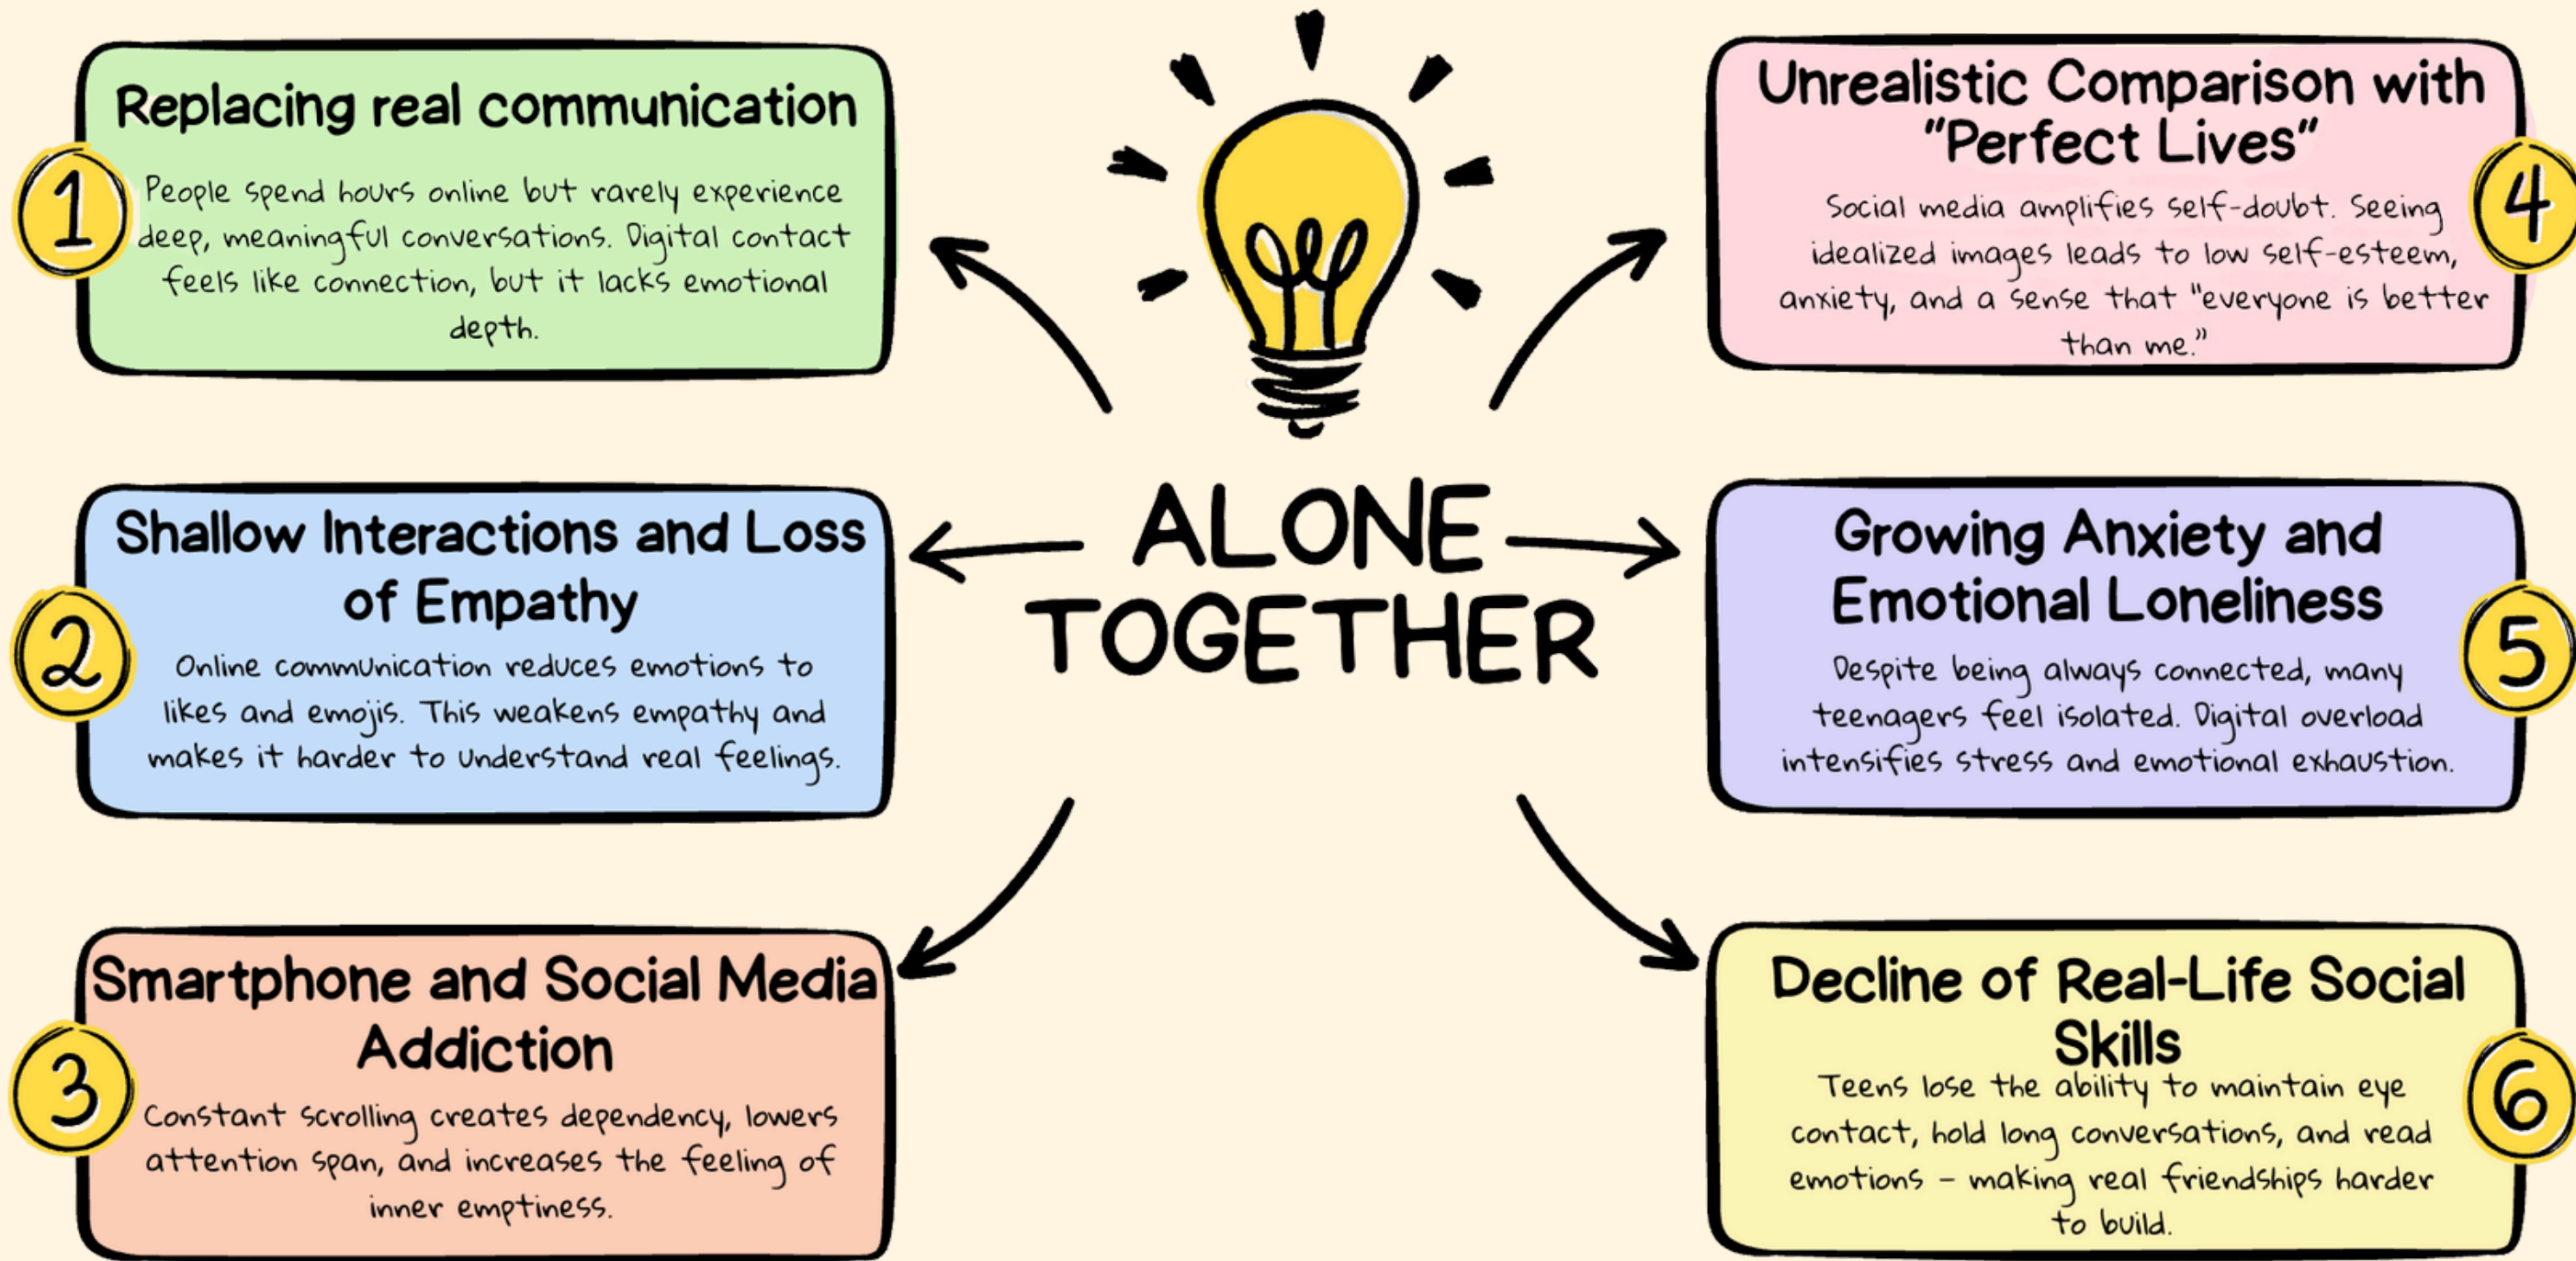 1
Replacing real communication
People spend hours online but rarely experience
deep, meaningful conversations. Digital contact
feels like connection, but it lacks emotional
depth.
2
Shallow Interactions and Loss
of Empathy
Online communication reduces emotions to
likes and emojis. This weakens empathy and
makes it harder to understand real feelings.
3
Smartphone and Social Media
Addiction
Constant scrolling creates dependency, lowers
attention span, and increases the feeling of
inner emptiness.
ALONE
TOGETHER
4
Unrealistic Comparison with
"Perfect Lives"
Social media amplifies self-doubt. Seeing
idealized images leads to low self-esteem,
anxiety, and a sense that "everyone is better
than me."
5
Growing Anxiety and
Emotional Loneliness
Despite being always connected, many
teenagers feel isolated. Digital overload
intensifies stress and emotional exhaustion.
6
Decline of Real-Life Social
Skills
Teens lose the ability to maintain eye
contact, hold long conversations, and read
emotions – making real friendships harder
to build.